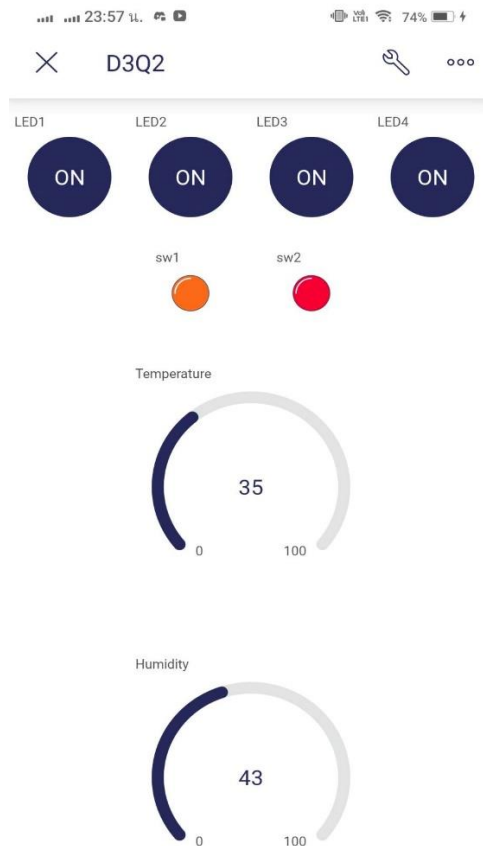 23:57 น. 74%
D3Q2
LED1 LED2 LED3 LED4
ON ON ON ON
sw1 sw2
Temperature
35
0 100
Humidity
43
0 100